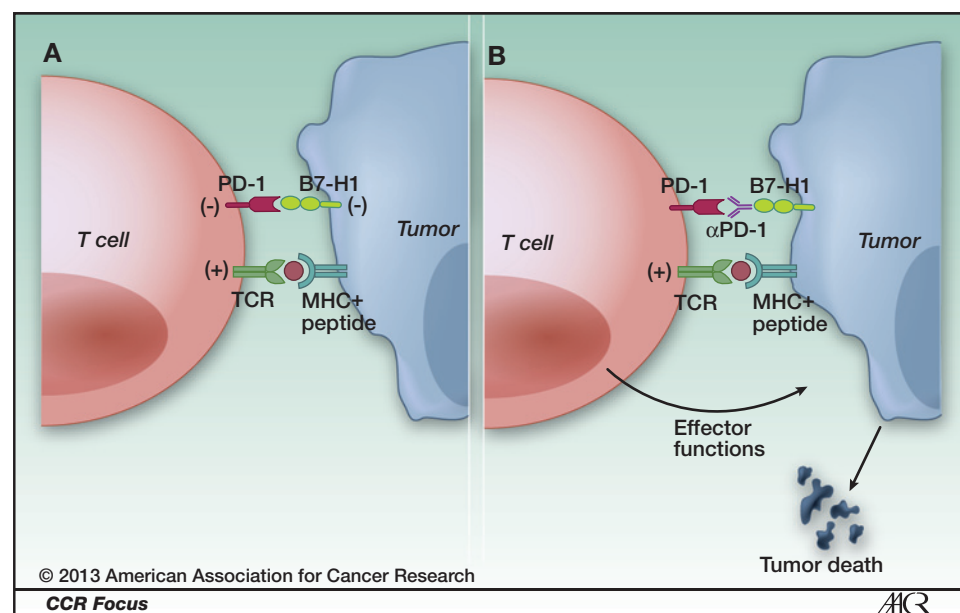 A
PD-1
B7-H1
(-)
(-)
T cell
Tumor
(+)
TCR
MHC+
peptide
B
PD-1
B7-H1
αPD-1
T cell
Tumor
(+)
TCR
MHC+
peptide
Effector
functions
Tumor death
© 2013 American Association for Cancer Research
CCR Focus
AACR